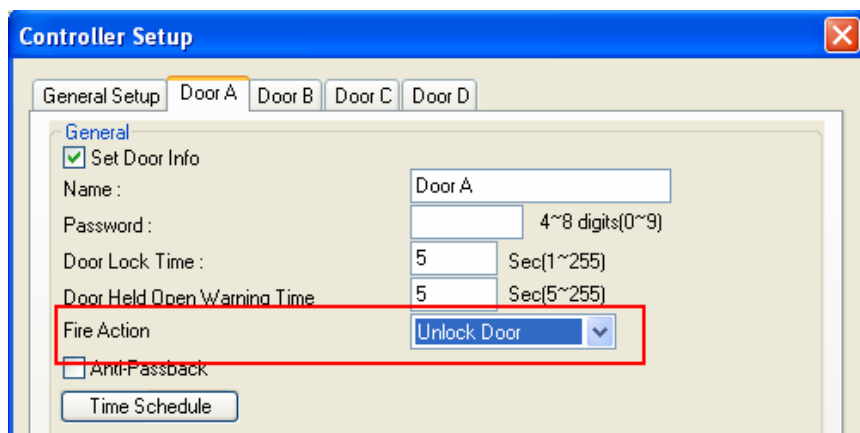 Controller Setup
General Setup Door A Door B Door C Door D
General
Set Door Info
Name : Door A
Password : 4~8 digits(0~9)
Door Lock Time : 5 Sec(1~255)
Door Held Open Warning Time 5 Sec(5~255)
Fire Action Unlock Door
Anti-Passback
Time Schedule